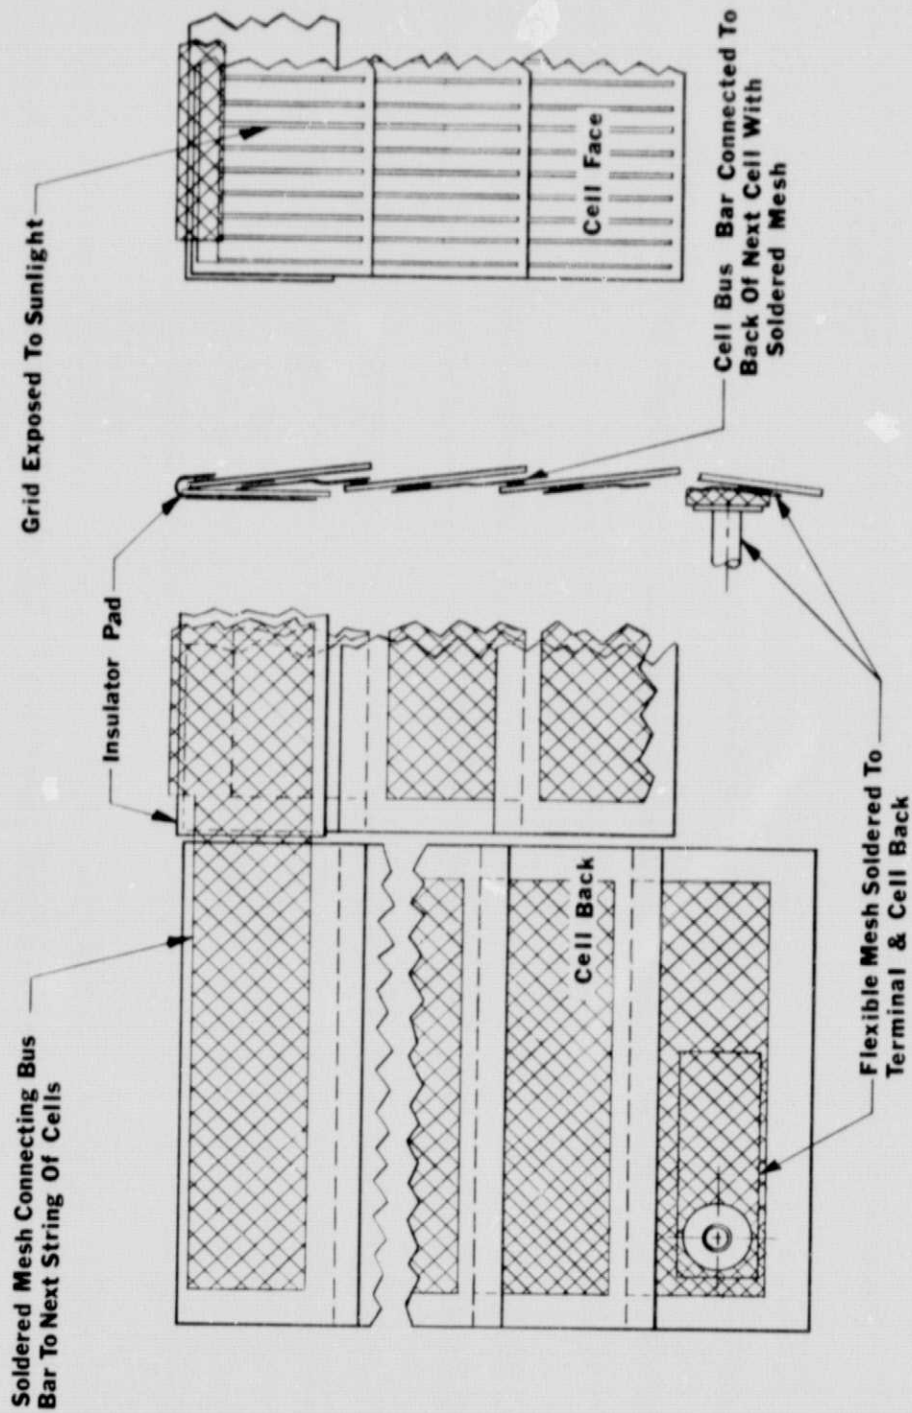 Soldered Mesh Connecting Bus
Bar To Next String Of Cells
Insulator Pad
Grid Exposed To Sunlight
Cell Back
Cell Face
Cell Bus Bar Connected To
Back Of Next Cell With
Soldered Mesh
Flexible Mesh Soldered To
Terminal & Cell Back